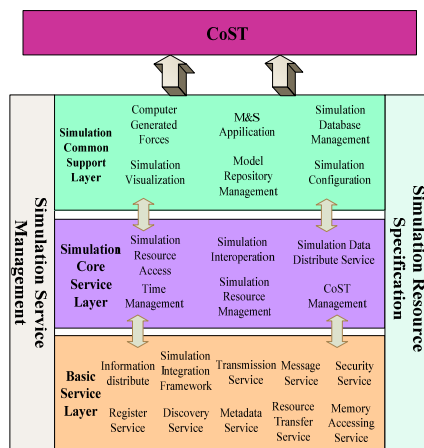 CoST
Simulation Service
Management
Simulation
Common
Support
Layer
Computer
Generated
Forces
M&S
Appilication
Simulation
Database
Management
Simulation
Visualization
Model
Repository
Management
Simulation
Configuration
Simulation
Core
Service
Layer
Simulation
Resource
Access
Simulation
Interoperation
Simulation Data
Distribute Service
Time
Management
Simulation
Resource
Mnagement
CoST
Management
Basic
Service
Layer
Information
distribute
Simulation
Integration
Framework
Transmission
Service
Message
Service
Security
Service
Register
Service
Discovery
Service
Metadata
Service
Resource
Transfer
Service
Memory
Accessing
Service
Simulation Resource
Specification